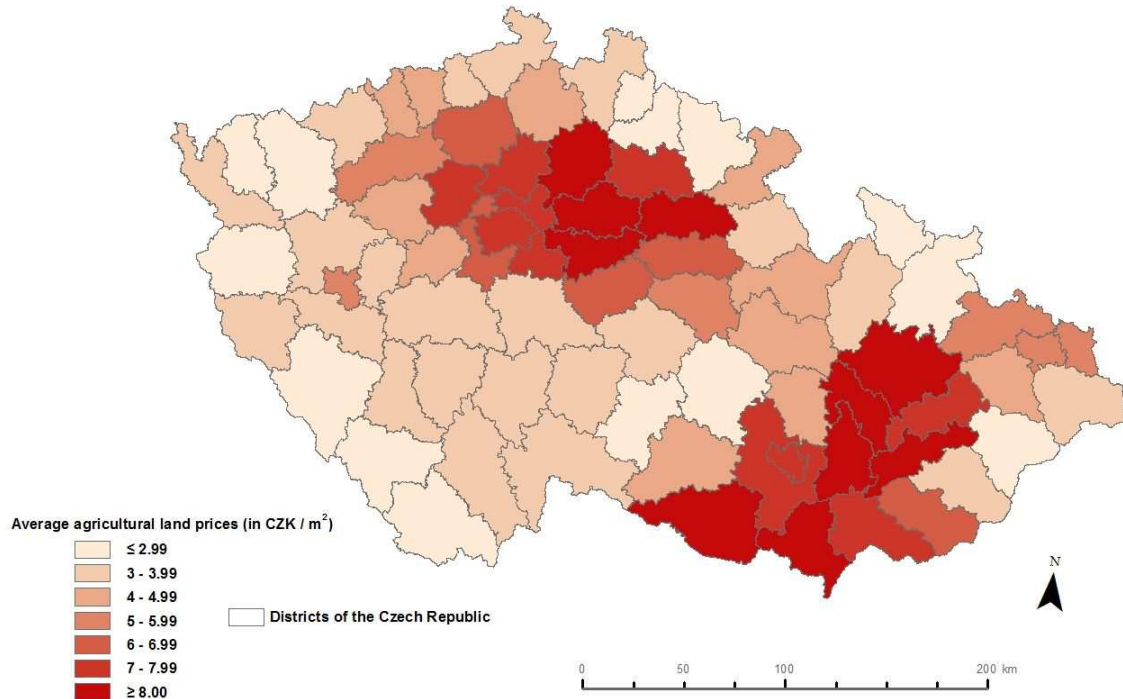 Average agricultural land prices (in CZK / m²)
≤ 2.99
3 - 3.99
4 - 4.99
5 - 5.99
6 - 6.99
7 - 7.99
≥ 8.00
Districts of the Czech Republic
N
0 50 100 200 km